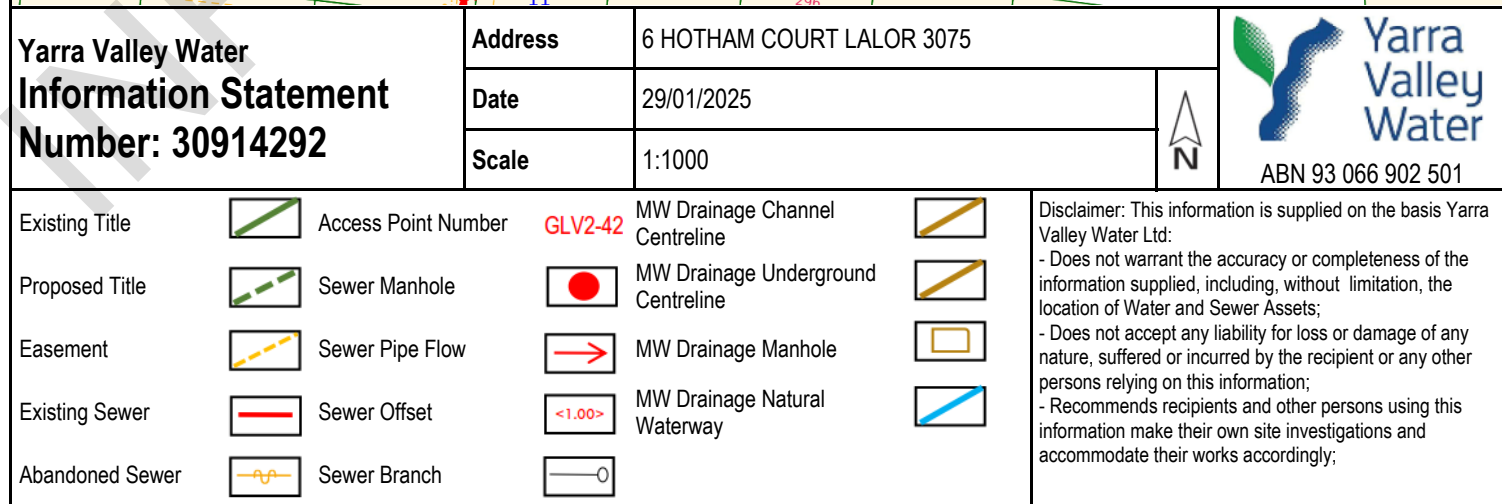 11
296
Yarra Valley Water
Information Statement
Number: 30914292
Address
6 HOTHAM COURT LALOR 3075
Date
29/01/2025
Scale
1:1000
N
Yarra
Valley
Water
ABN 93 066 902 501
Existing Title
Access Point Number
GLV2-42
MW Drainage Channel
Centreline
Proposed Title
Sewer Manhole
MW Drainage Underground
Centreline
Easement
Sewer Pipe Flow
MW Drainage Manhole
Existing Sewer
Sewer Offset
<1.00>
MW Drainage Natural
Waterway
Abandoned Sewer
Sewer Branch
Disclaimer: This information is supplied on the basis Yarra
Valley Water Ltd:
- Does not warrant the accuracy or completeness of the
information supplied, including, without limitation, the
location of Water and Sewer Assets;
- Does not accept any liability for loss or damage of any
nature, suffered or incurred by the recipient or any other
persons relying on this information;
- Recommends recipients and other persons using this
information make their own site investigations and
accommodate their works accordingly;